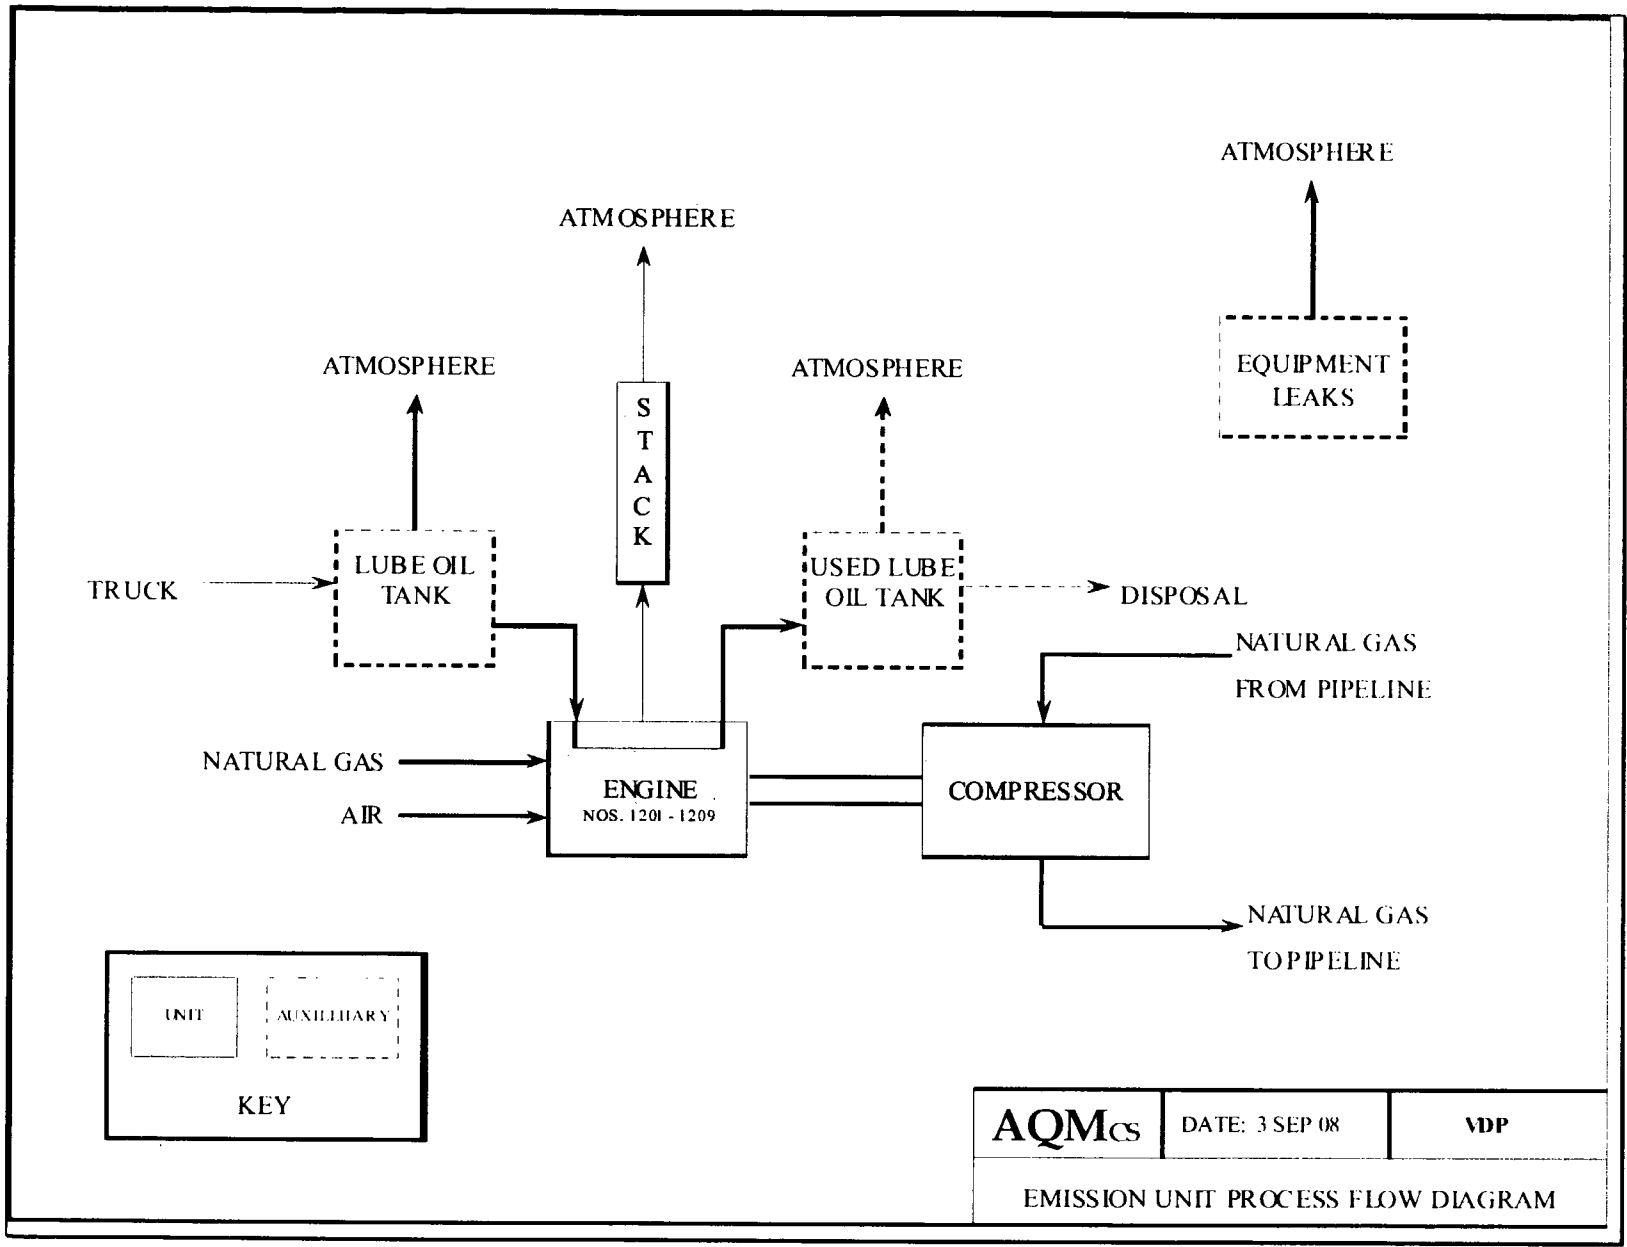 ATMOSPHERE
ATMOSPHERE
ATMOSPHERE
ATMOSPHERE
EQUIPMENT
LEAKS
STACK
LUBE OIL
TANK
USED LUBE
OIL TANK
TRUCK
DISPOSAL
NATURAL GAS
FROM PIPELINE
NATURAL GAS
AIR
ENGINE
NOS. 1201 - 1209
COMPRESSOR
NATURAL GAS
TO PIPELINE
UNIT
AUXILLIIARY
KEY
AQMCS
DATE: 3 SEP 08
VDP
EMISSION UNIT PROCESS FLOW DIAGRAM